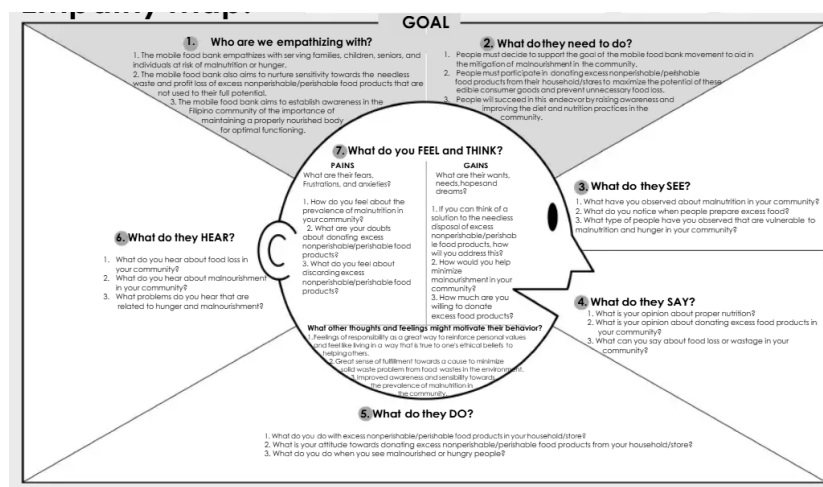 GOAL
1. Who are we empathizing with?
1. The mobile food bank empathizes with serving families, children, seniors, and
individuals at risk of malnutrition or hunger.
2. The mobile food bank also aims to nurture sensitivity towards the needless
waste and profit loss of excess nonperishable/perishable food products that are
not used to their full potential.
3. The mobile food bank aims to establish awareness in the
Filipino community of the importance of
maintaining a properly nourished body
for optimal functioning.
2. What do they need to do?
1. People must decide to support the goal of the mobile food bank movement to aid in
the mitigation of malnourishment in the community.
2. People must participate in donating excess nonperishable/perishable
food products from their household/stores to maximize the potential of these
edible consumer goods and prevent unnecessary food loss.
3. People will succeed in this endeavor by raising awareness and
improving the diet and nutrition practices in the
community.
7. What do you FEEL and THINK?
PAINS
What are their fears,
Frustrations, and anxieties?
1. How do you feel about the
prevalence of malnutrition in
your community?
2. What are your doubts
about donating excess
nonperishable/perishable food
products?
3. What do you feel about
discarding excess
nonperishable/perishable food
products?
GAINS
What are their wants,
needs, hopes and
dreams?
1. If you can think of a
solution to the needless
disposal of excess
nonperishable/perishab
le food products, how
will you address this?
2. How would you help
minimize
malnourishment in your
community?
3. How much are you
willing to donate
excess food products?
What other thoughts and feelings might motivate their behavior?
1. Feelings of responsibility as a great way to reinforce personal values
and feel like living in a way that is true to one's ethical beliefs to
helping others.
2. Great sense of fulfillment towards a cause to minimize
solid waste problem from food wastes in the environment.
3. Improved awareness and sensibility towards
the prevalence of malnutrition in
the community.
3. What do they SEE?
1. What have you observed about malnutrition in your community?
2. What do you notice when people prepare excess food?
3. What type of people have you observed that are vulnerable to
malnutrition and hunger in your community?
4. What do they SAY?
1. What is your opinion about proper nutrition?
2. What is your opinion about donating excess food products in
your community?
3. What can you say about food loss or wastage in your
community?
6. What do they HEAR?
1. What do you hear about food loss in
your community?
2. What do you hear about malnourishment
in your community?
3. What problems do you hear that are
related to hunger and malnourishment?
5. What do they DO?
1. What do you do with excess nonperishable/perishable food products in your household/store?
2. What is your attitude towards donating excess nonperishable/perishable food products from your household/store?
3. What do you do when you see malnourished or hungry people?